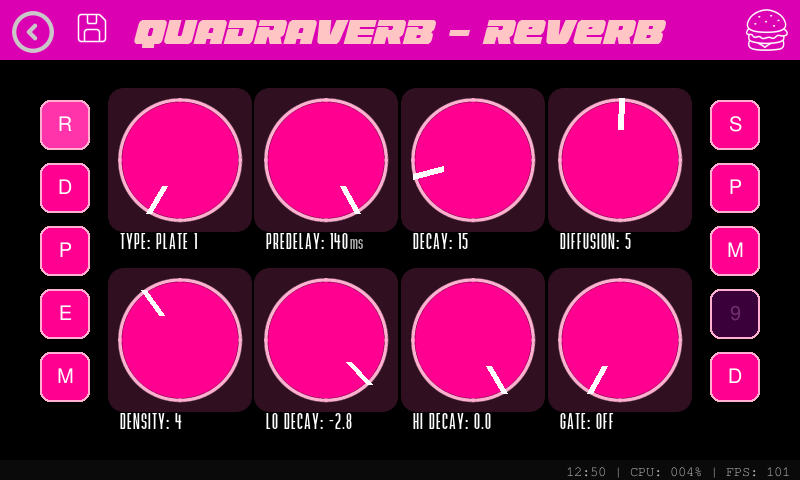 QUADRAVERB - REVERB
R
S
D
P
TYPE: PLATE 1
PREDELAY: 140ms
DECAY: 15
DIFFUSION: 5
P
M
E
9
M
D
DENSITY: 4
LO DECAY: -2.8
HI DECAY: 0.0
GATE: OFF
12:50 | CPU: 004% | FPS: 101